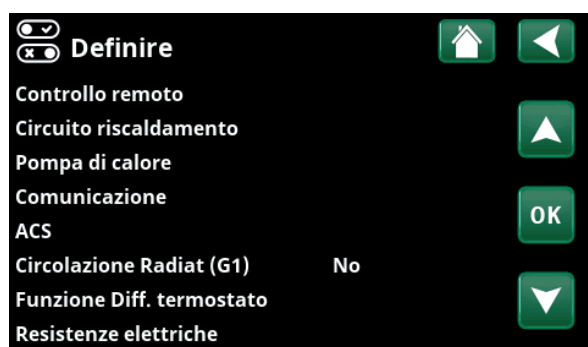 Definire
Controllo remoto
Circuito riscaldamento
Pompa di calore
Comunicazione
OK
ACS
Circolazione Radiat (G1) No
Funzione Diff. termostato
Resistenze elettriche